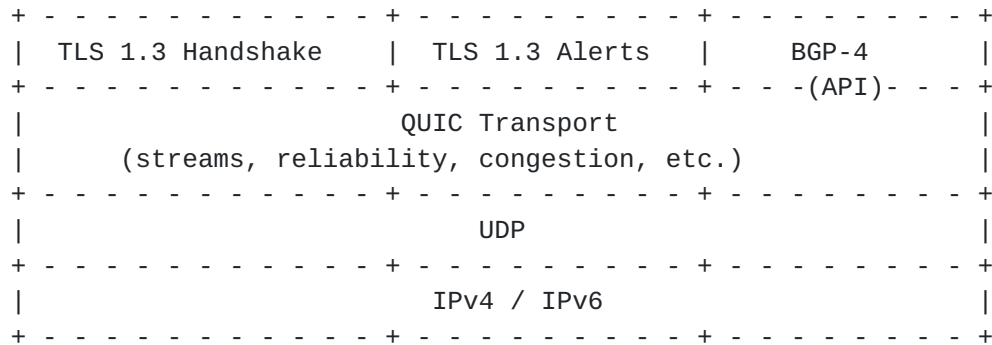 + - - - - - - - - - - - + - - - - - - - - - + - - - - - - - - +
|  TLS 1.3 Handshake    |  TLS 1.3 Alerts   |     BGP-4       |
+ - - - - - - - - - - - + - - - - - - - - - + - - -(API)- - - +
|                        QUIC Transport                       |
|      (streams, reliability, congestion, etc.)               |
+ - - - - - - - - - - - + - - - - - - - - - + - - - - - - - - +
|                             UDP                             |
+ - - - - - - - - - - - + - - - - - - - - - + - - - - - - - - +
|                          IPv4 / IPv6                        |
+ - - - - - - - - - - - + - - - - - - - - - + - - - - - - - - +